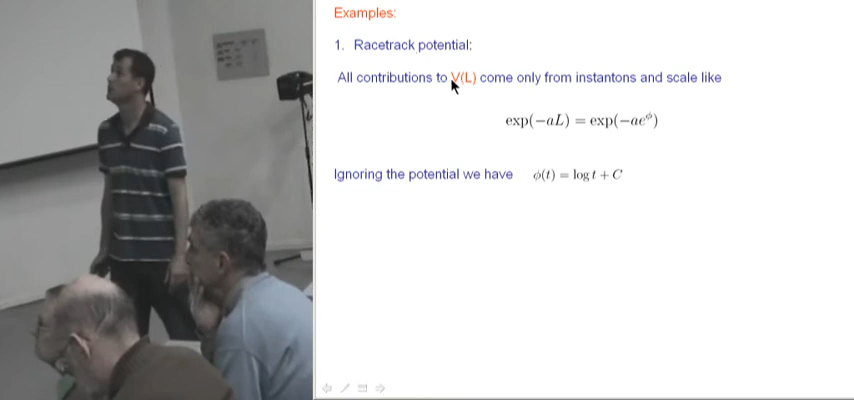 Examples:
1. Racetrack potential:
All contributions to V(L) come only from instantons and scale like
exp(−aL) = exp(−ae^ϕ)
Ignoring the potential we have ϕ(t) = log t + C